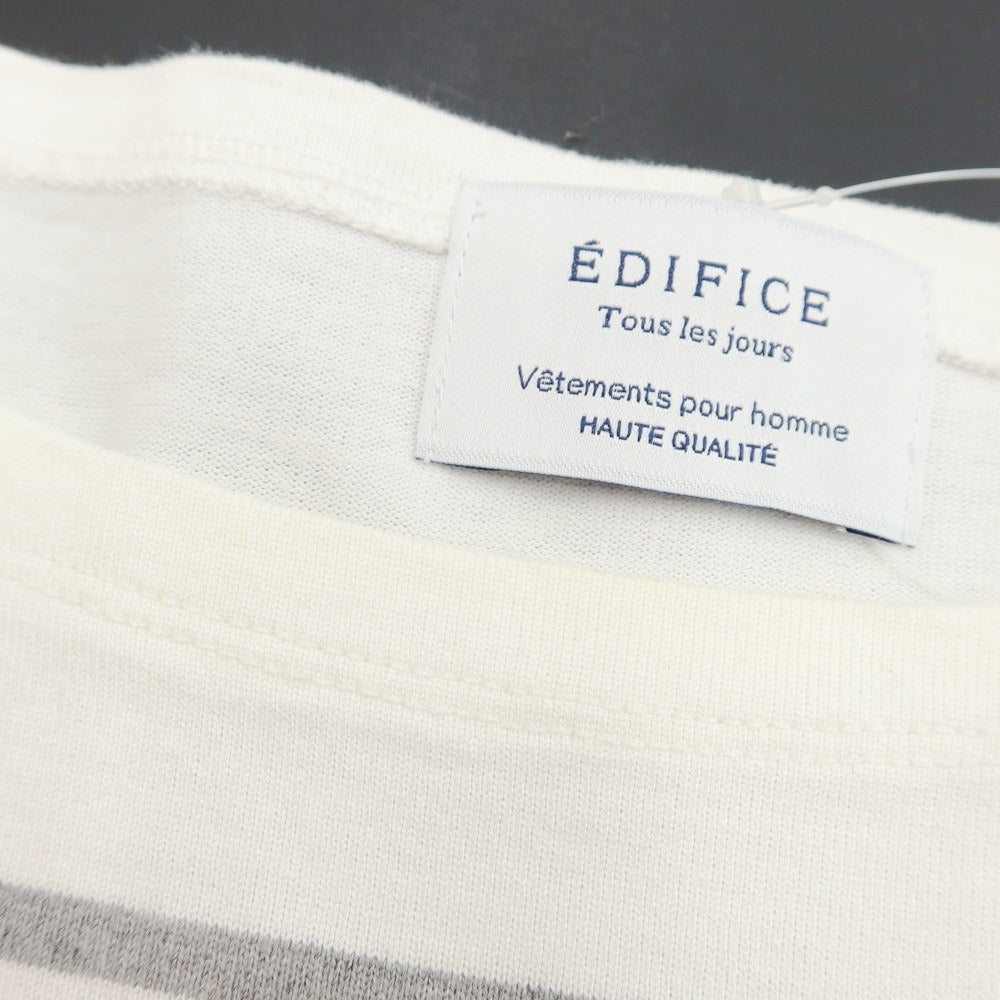 ÉDIFICE
Tous les jours
Vêtements pour homme
HAUTE QUALITÉ